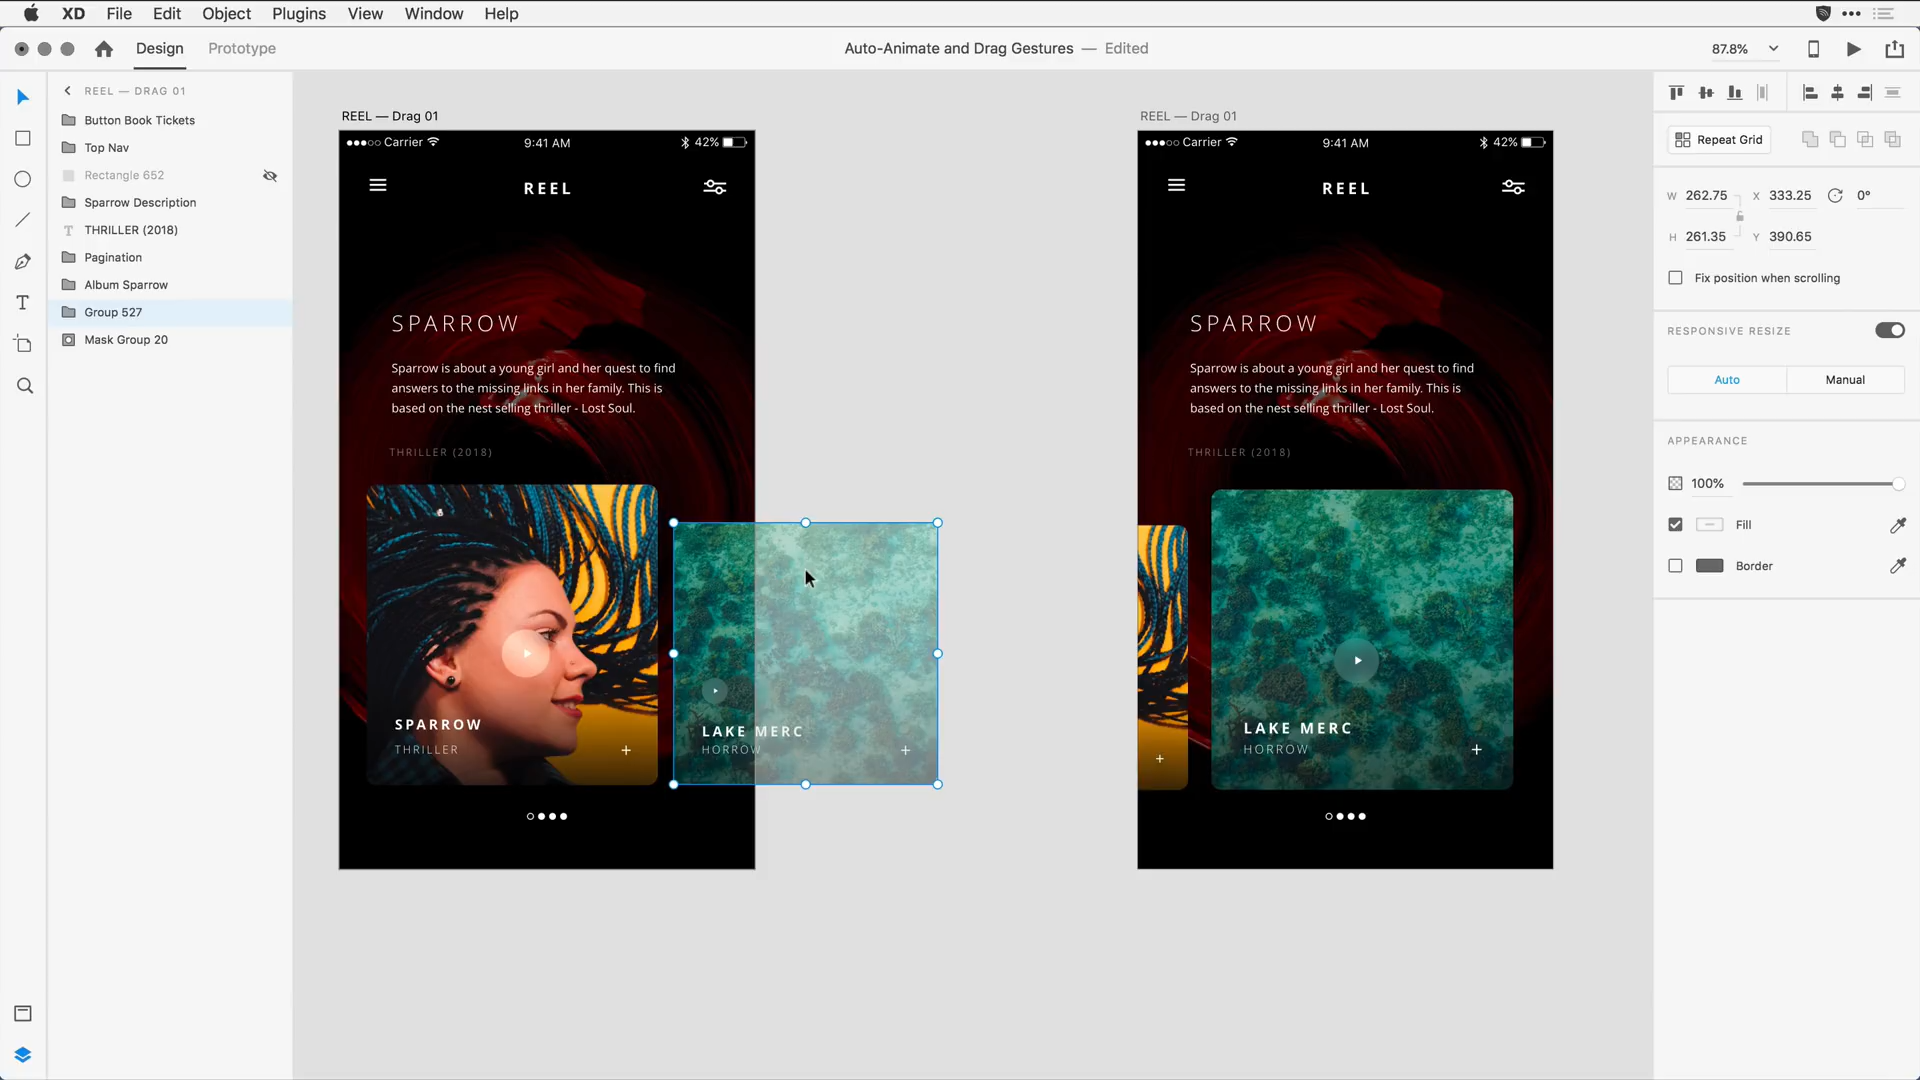 XD File Edit Object Plugins View Window Help
Design Prototype Auto-Animate and Drag Gestures — Edited 87.8%
REEL — DRAG 01
Button Book Tickets
Top Nav
Rectangle 652
Sparrow Description
T THRILLER (2018)
Pagination
Album Sparrow
Group 527
Mask Group 20
REEL — Drag 01
Carrier 9:41 AM 42%
REEL
SPARROW
Sparrow is about a young girl and her quest to find
answers to the missing links in her family. This is
based on the nest selling thriller - Lost Soul.
THRILLER (2018)
SPARROW
THRILLER
LAKE MERC
HORROW
REEL — Drag 01
Carrier 9:41 AM 42%
REEL
SPARROW
Sparrow is about a young girl and her quest to find
answers to the missing links in her family. This is
based on the nest selling thriller - Lost Soul.
THRILLER (2018)
LAKE MERC
HORROW
Repeat Grid
W 262.75 X 333.25 0°
H 261.35 Y 390.65
Fix position when scrolling
RESPONSIVE RESIZE
Auto Manual
APPEARANCE
100%
Fill
Border